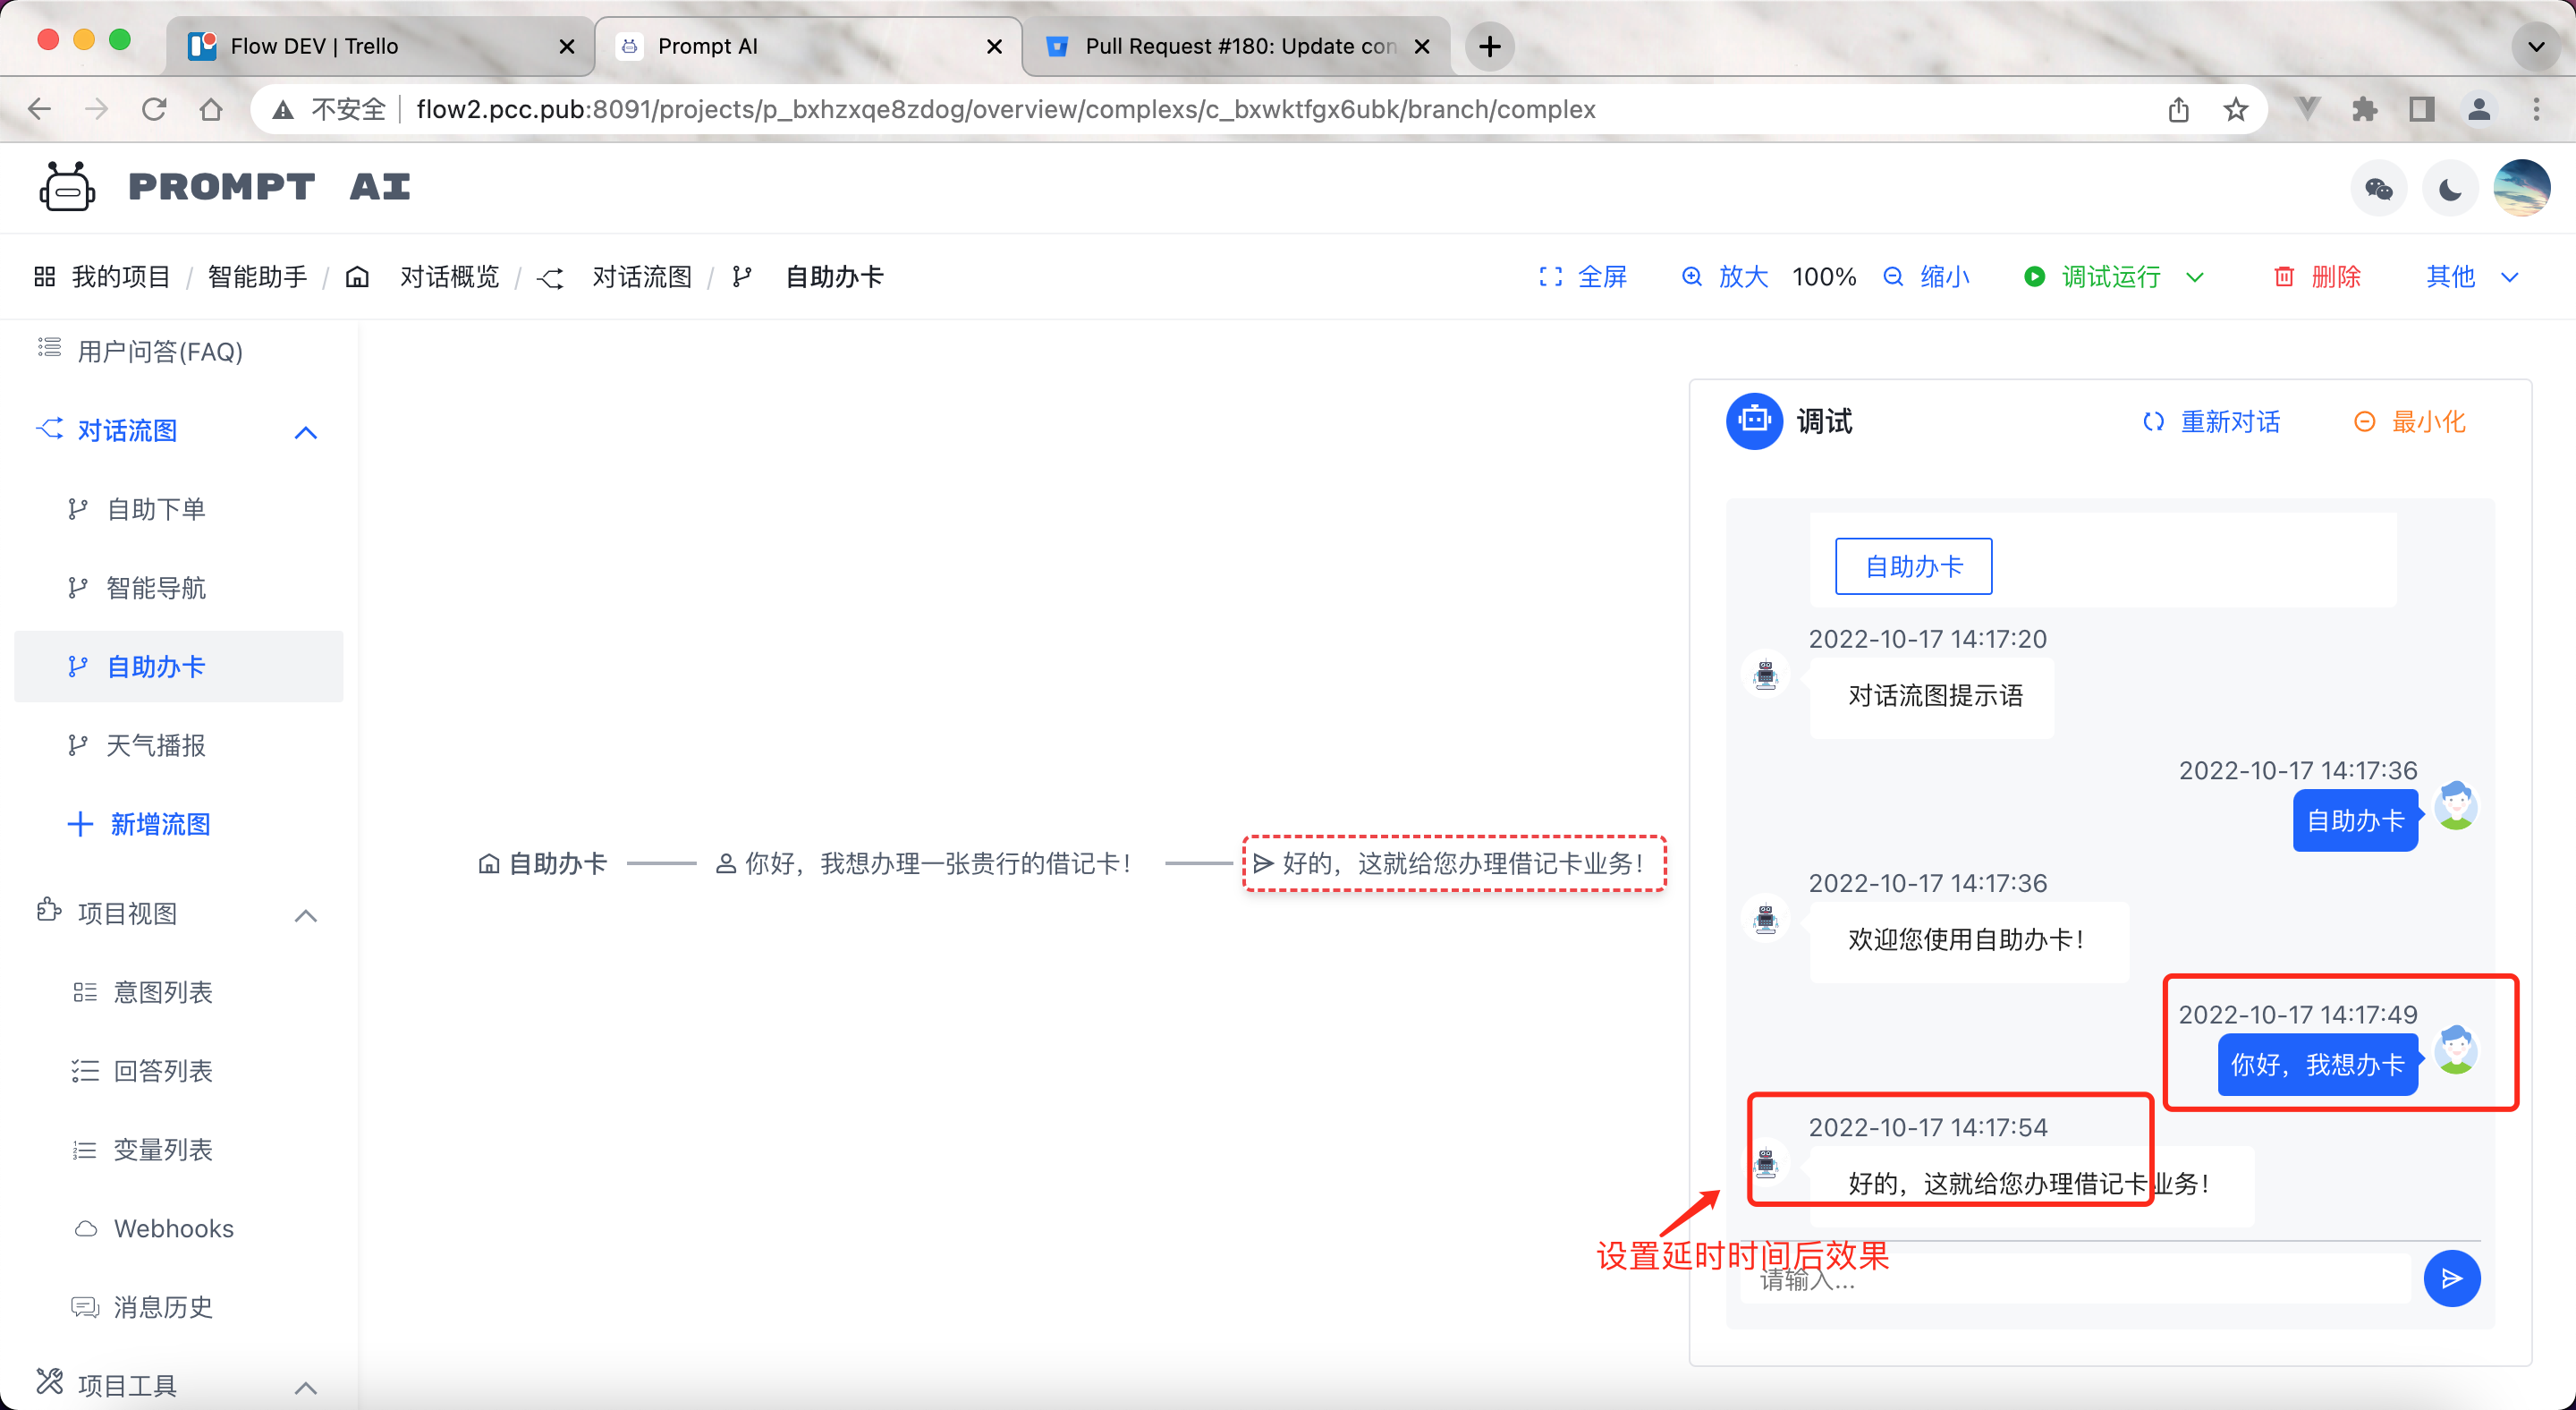 Flow DEV | Trello
Prompt AI
Pull Request #180: Update con
不安全
flow2.pcc.pub:8091/projects/p_bxhzxqe8zdog/overview/complexs/c_bxwktfgx6ubk/branch/complex
PROMPT AI
我的项目 / 智能助手 / 对话概览 / 对话流图 / 自助办卡
全屏 放大 100% 缩小 调试运行 删除 其他
用户问答(FAQ)
对话流图
自助下单
智能导航
自助办卡
天气播报
新增流图
项目视图
意图列表
回答列表
变量列表
Webhooks
消息历史
项目工具
自助办卡
你好，我想办理一张贵行的借记卡！
好的，这就给您办理借记卡业务！
调试
重新对话
最小化
自助办卡
2022-10-17 14:17:20
对话流图提示语
2022-10-17 14:17:36
自助办卡
2022-10-17 14:17:36
欢迎您使用自助办卡！
2022-10-17 14:17:49
你好，我想办卡
2022-10-17 14:17:54
好的，这就给您办理借记卡业务！
设置延时时间后效果
请输入...